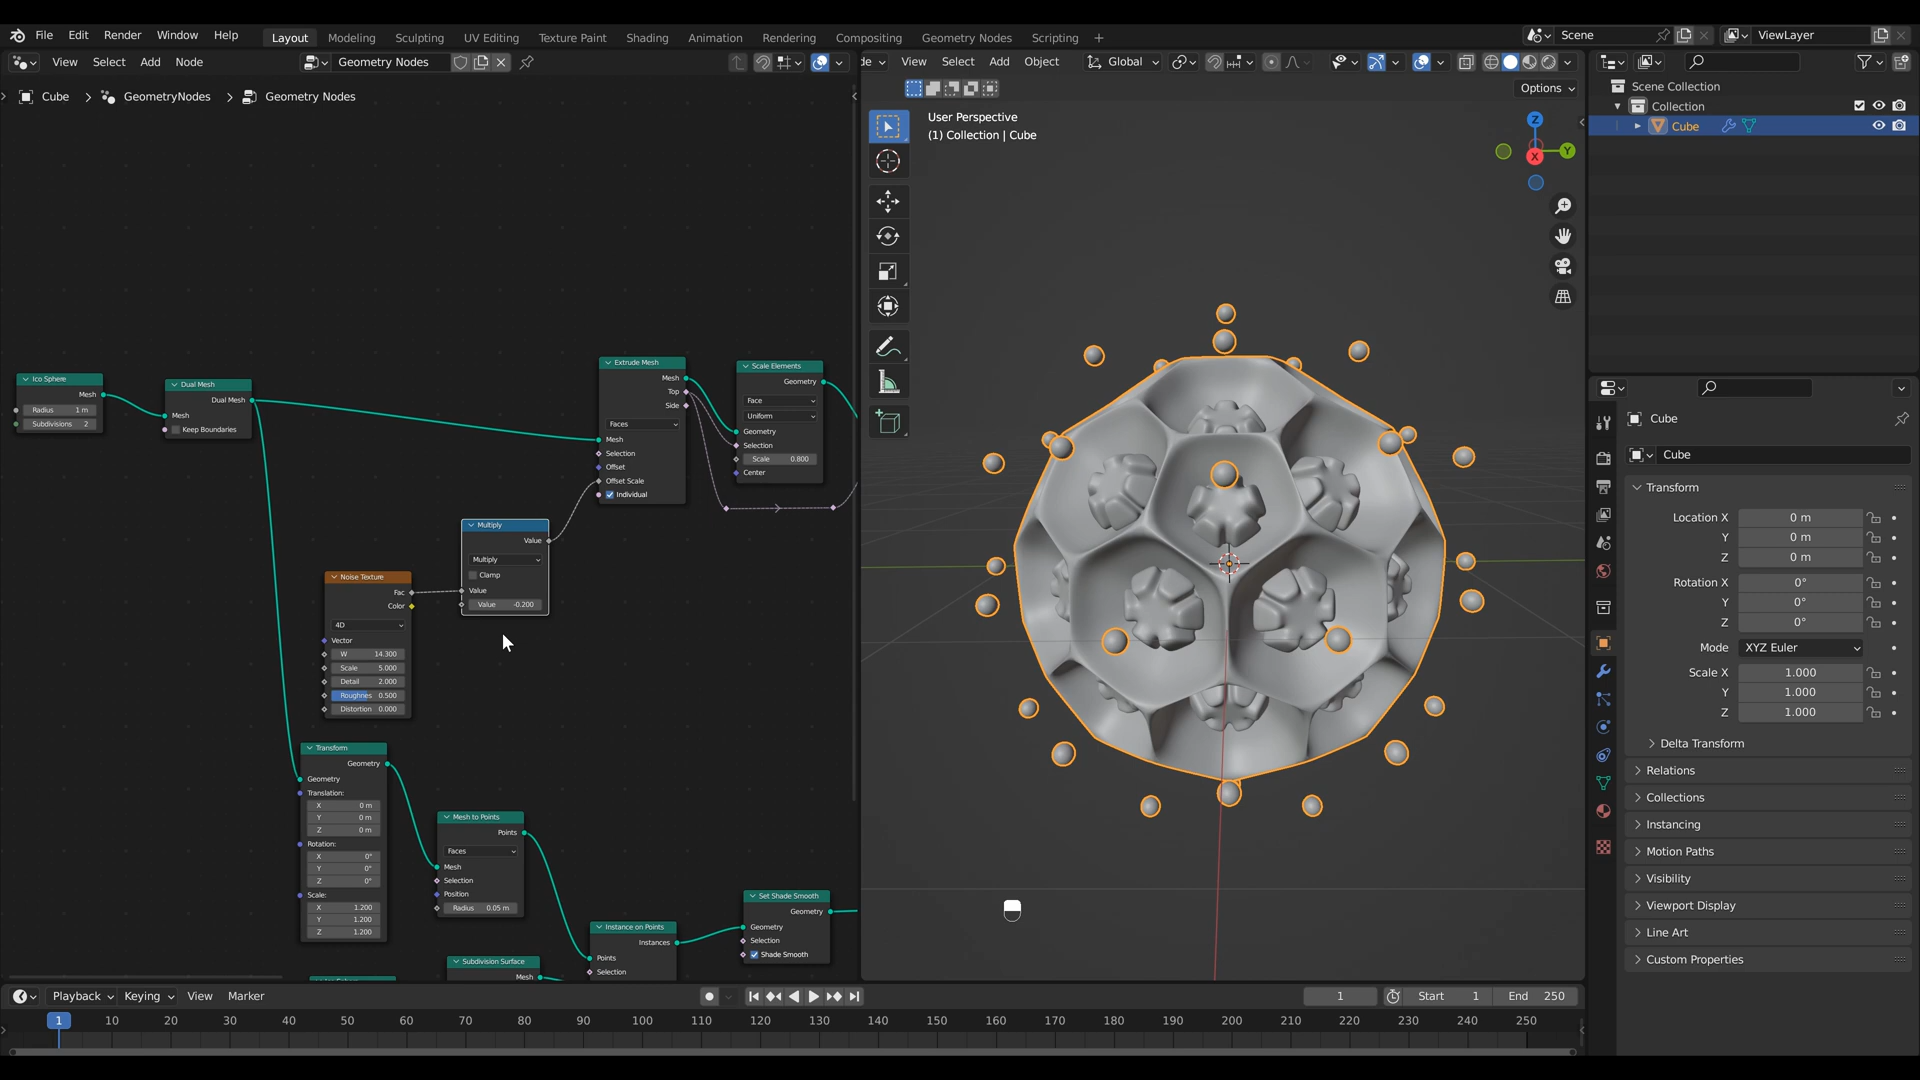 File Edit Render Window Help Layout Modeling Sculpting UV Editing Texture Paint Shading Animation Rendering Compositing Geometry Nodes Scripting + Scene ViewLayer
View Select Add Node Geometry Nodes
de View Select Add Object Global
Options
Cube > GeometryNodes > Geometry Nodes
User Perspective
(1) Collection | Cube
Z
Y
X
Ico Sphere
Mesh
Radius 1 m
Subdivisions 2
Dual Mesh
Dual Mesh
Mesh
Keep Boundaries
Extrude Mesh
Mesh
Top
Side
Faces
Mesh
Selection
Offset
Offset Scale
Individual
Scale Elements
Geometry
Face
Uniform
Geometry
Selection
Scale 0.800
Center
Multiply
Value
Multiply
Clamp
Value
Value -0.200
Noise Texture
Fac
Color
4D
Vector
W 14.300
Scale 5.000
Detail 2.000
Roughnes 0.500
Distortion 0.000
Transform
Geometry
Geometry
Translation:
X 0 m
Y 0 m
Z 0 m
Rotation:
X 0°
Y 0°
Z 0°
Scale:
X 1.200
Y 1.200
Z 1.200
Mesh to Points
Points
Faces
Mesh
Selection
Position
Radius 0.05 m
Instance on Points
Instances
Points
Selection
Set Shade Smooth
Geometry
Geometry
Selection
Shade Smooth
Subdivision Surface
Mesh
Scene Collection
Collection
Cube
Cube
Cube
Transform
Location X 0 m
Y 0 m
Z 0 m
Rotation X 0°
Y 0°
Z 0°
Mode XYZ Euler
Scale X 1.000
Y 1.000
Z 1.000
Delta Transform
Relations
Collections
Instancing
Motion Paths
Visibility
Viewport Display
Line Art
Custom Properties
Playback Keying View Marker 1 Start 1 End 250
1 10 20 30 40 50 60 70 80 90 100 110 120 130 140 150 160 170 180 190 200 210 220 230 240 250